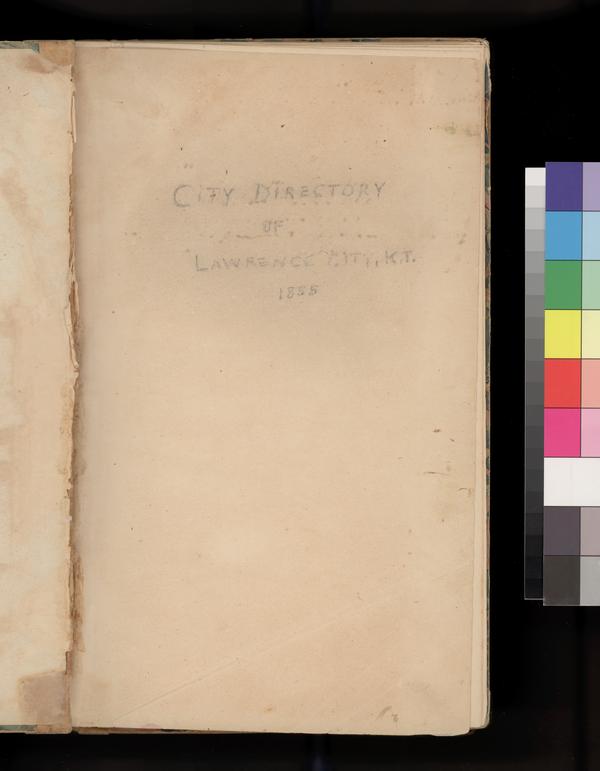 CITY DIRECTORY
OF
LAWRENCE CITY, K.T.
1855